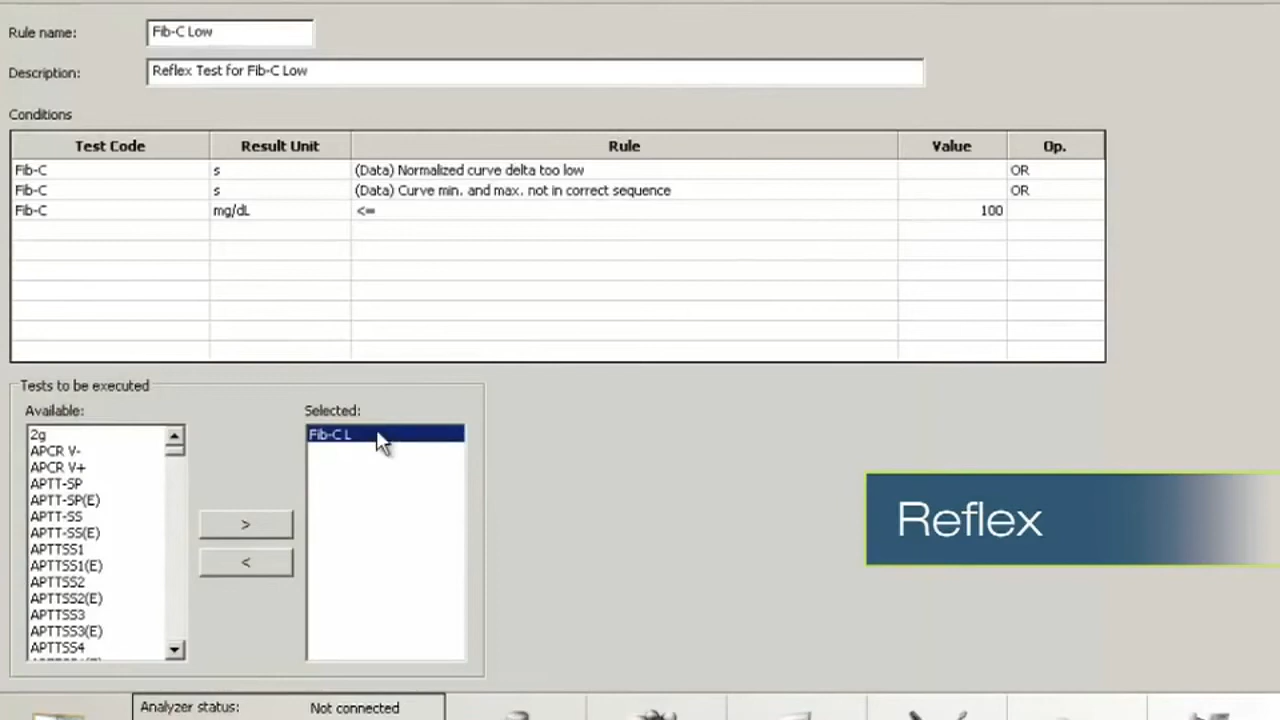 Rule name: Fib-C Low
Description: Reflex Test for Fib-C Low
Conditions
Test Code Result Unit Rule Value Op.
Fib-C s (Data) Normalized curve delta too low OR
Fib-C s (Data) Curve min. and max. not in correct sequence OR
Fib-C mg/dL <= 100
Tests to be executed
Available:
2g
APCR V-
APCR V+
APTT-SP
APTT-SP(E)
APTT-SS
APTT-SS(E)
APTTSS1
APTTSS1(E)
APTTSS2
APTTSS2(E)
APTTSS3
APTTSS3(E)
APTTSS4
>
<
Selected:
Fib-C L
Reflex
Analyzer status: Not connected